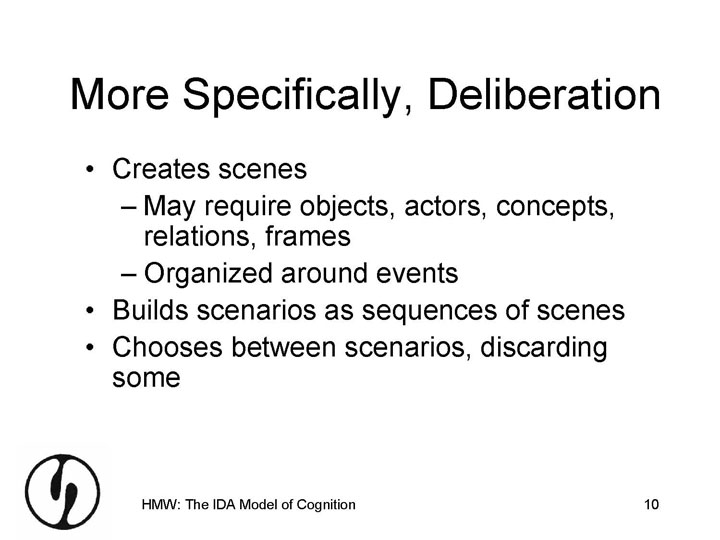 More Specifically, Deliberation
• Creates scenes
– May require objects, actors, concepts,
relations, frames
– Organized around events
• Builds scenarios as sequences of scenes
• Chooses between scenarios, discarding
some
HMW: The IDA Model of Cognition
10